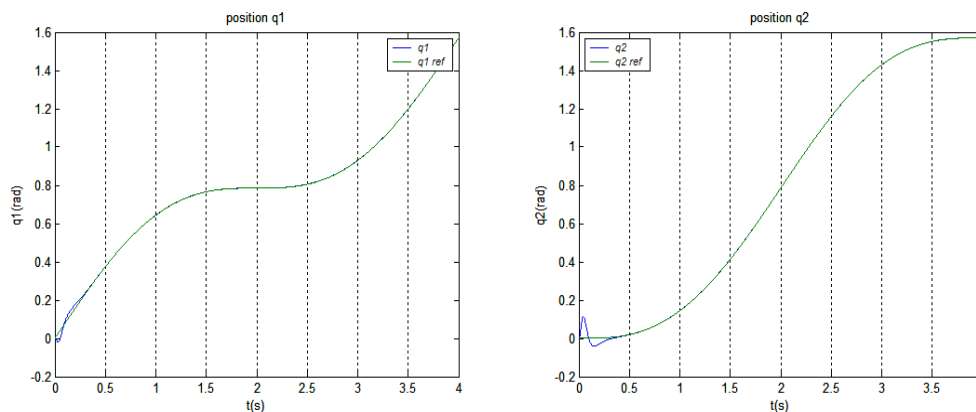 position q1
1.6
1.4
1.2
1
0.8
0.6
0.4
0.2
0
-0.2
q1(rad)
q1
q1 ref
0 0.5 1 1.5 2 2.5 3 3.5 4
t(s)
position q2
1.6
1.4
1.2
1
0.8
0.6
0.4
0.2
0
-0.2
q2(rad)
q2
q2 ref
0 0.5 1 1.5 2 2.5 3 3.5
t(s)